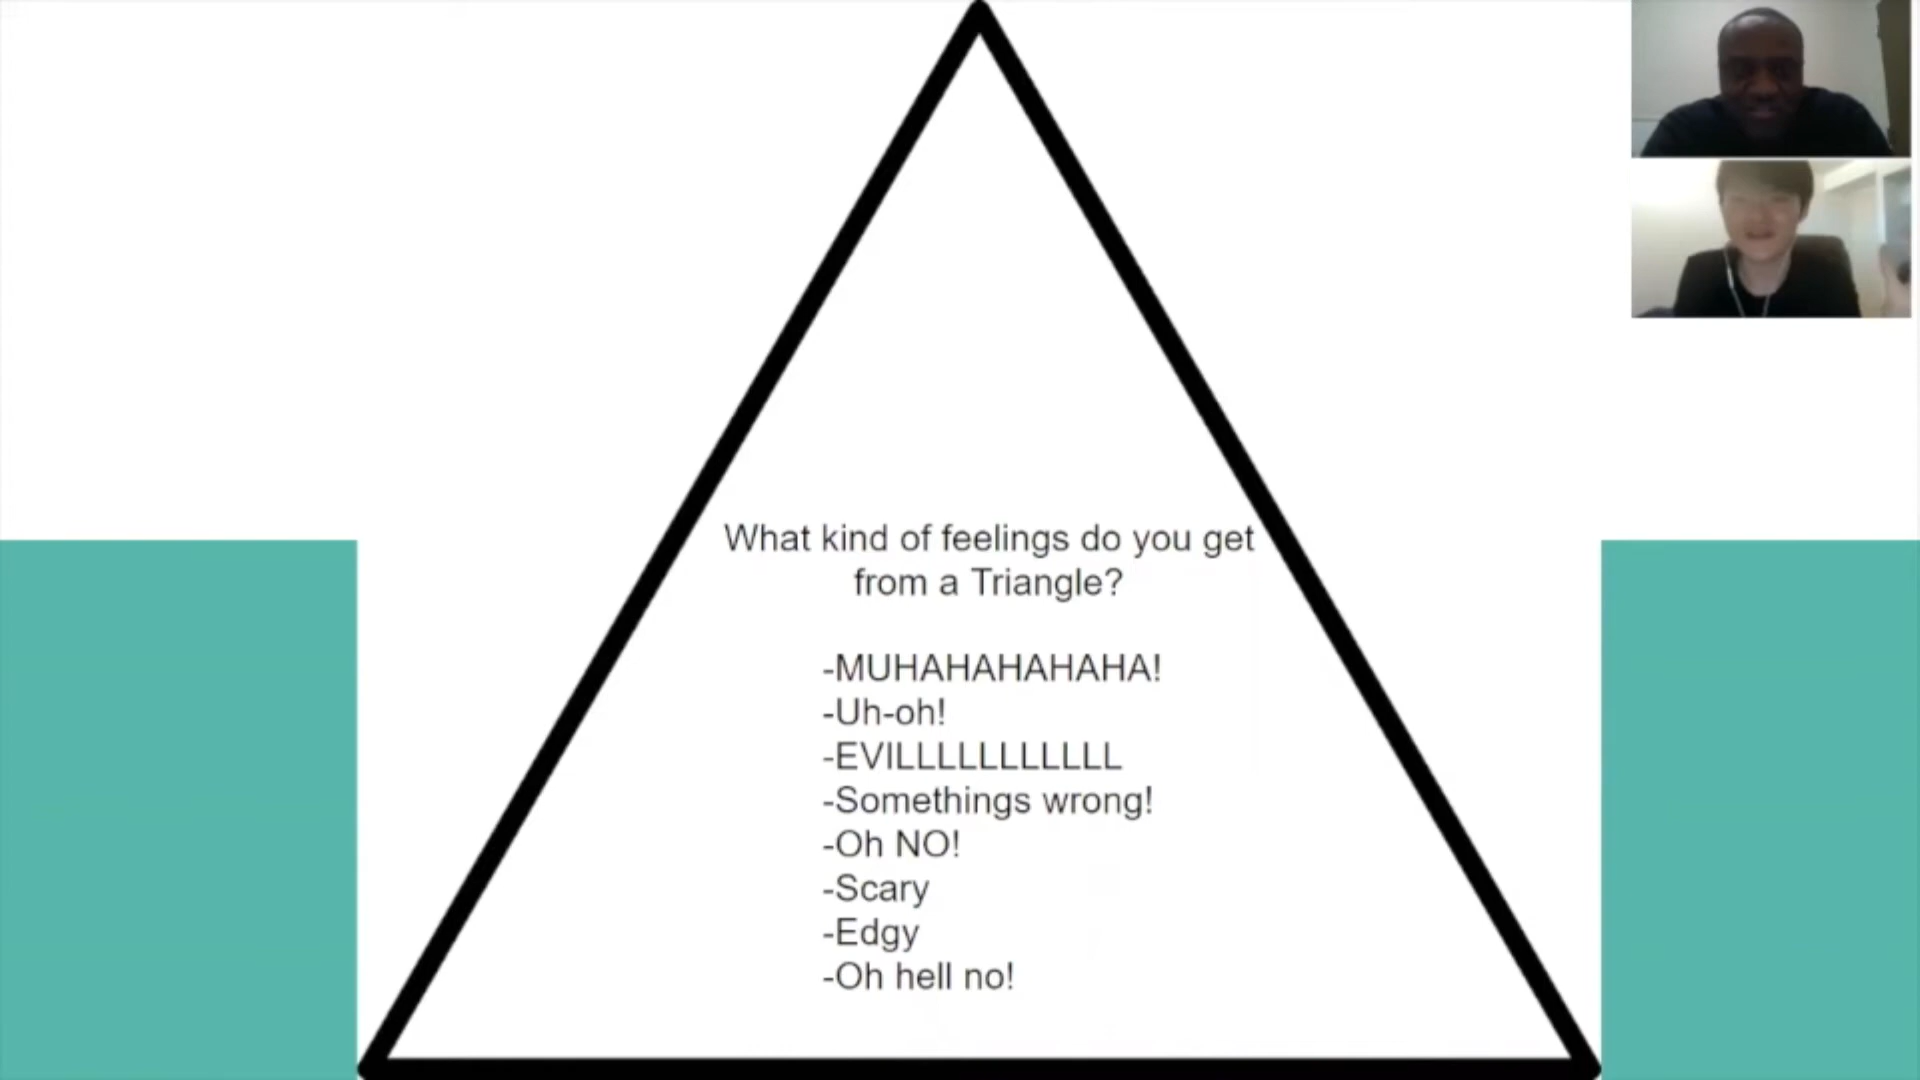 What kind of feelings do you get
from a Triangle?
-MUHAHAHAHAHA!
-Uh-oh!
-EVILLLLLLLLLLL
-Somethings wrong!
-Oh NO!
-Scary
-Edgy
-Oh hell no!